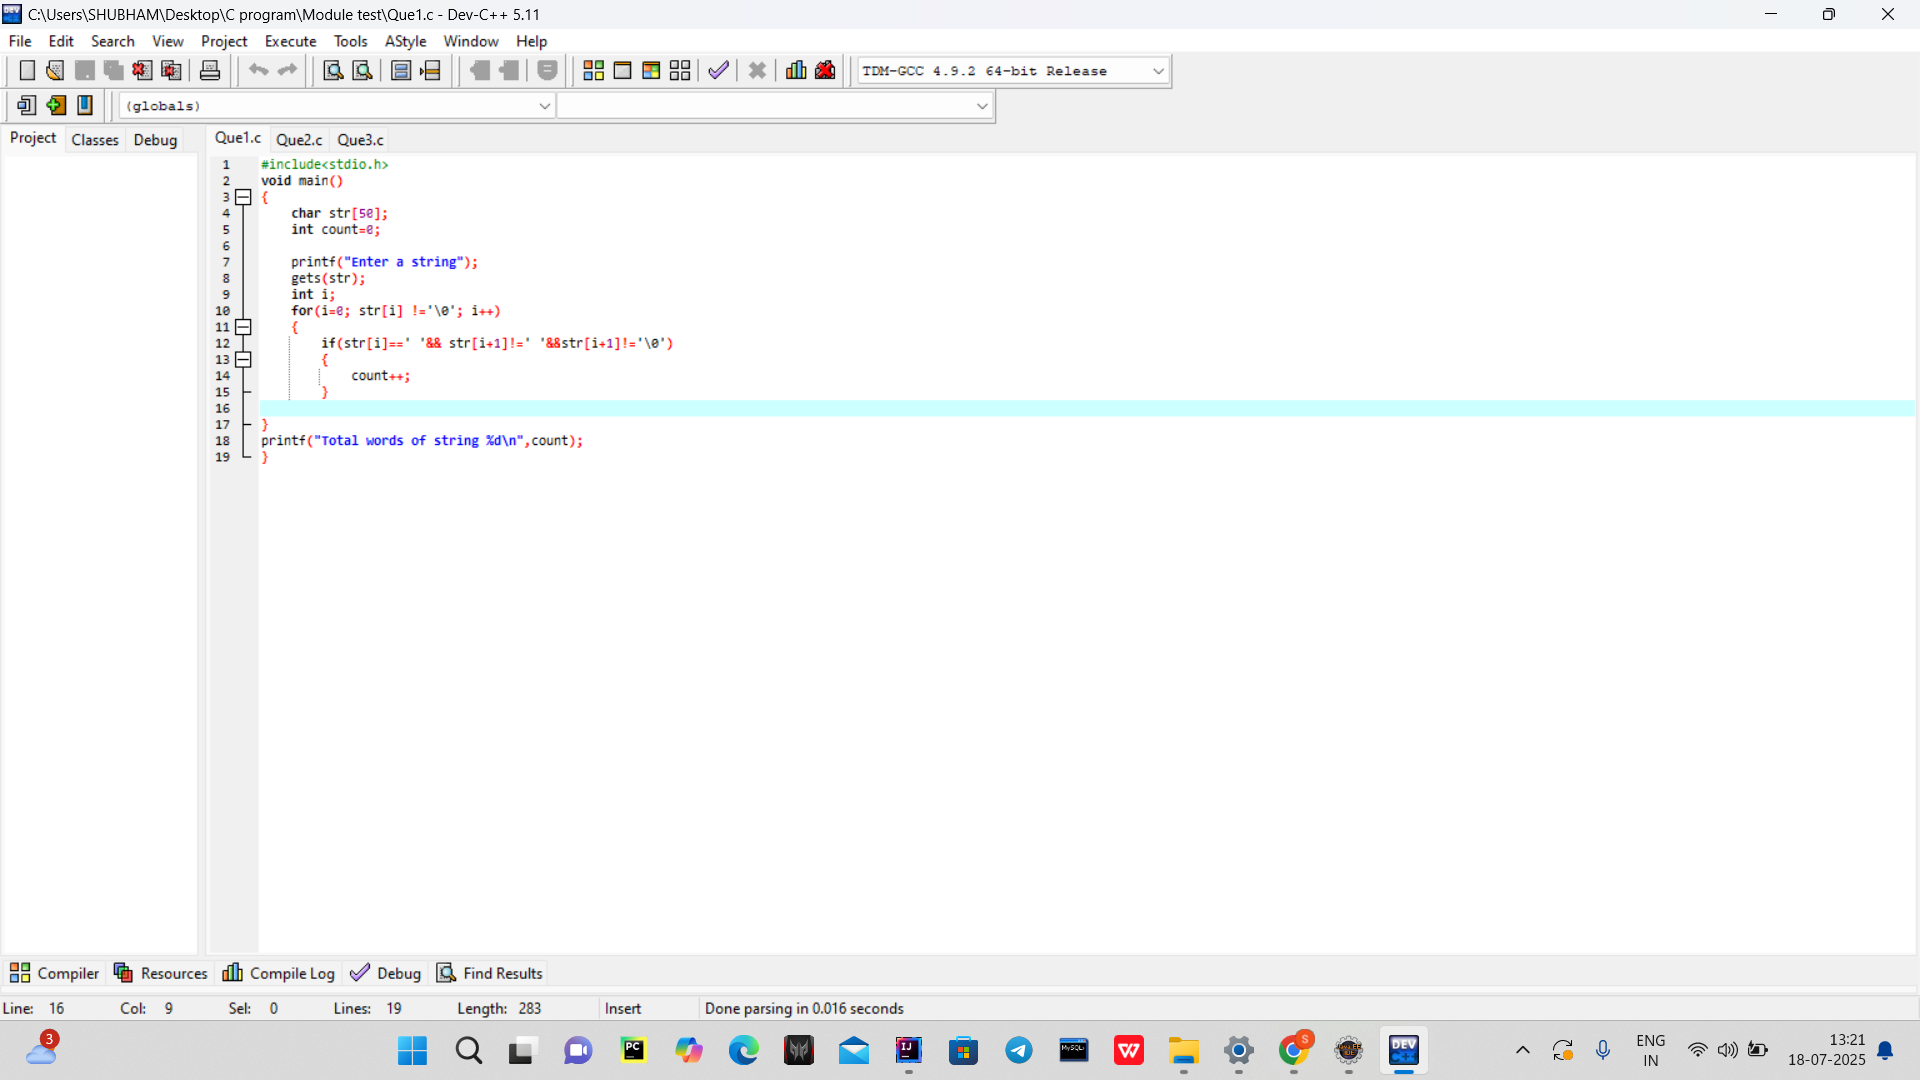 C:\Users\SHUBHAM\Desktop\C program\Module test\Que1.c - Dev-C++ 5.11
File Edit Search View Project Execute Tools AStyle Window Help
TDM-GCC 4.9.2 64-bit Release
(globals)
Project Classes Debug Que1.c Que2.c Que3.c
1 #include<stdio.h>
2 void main()
3 {
4 char str[50];
5 int count=0;
6
7 printf("Enter a string");
8 gets(str);
9 int i;
10 for(i=0; str[i] !='\0'; i++)
11 {
12 if(str[i]==' '&& str[i+1]!=' '&&str[i+1]!='\0')
13 {
14 count++;
15 }
16
17 }
18 printf("Total words of string %d\n",count);
19 }
Compiler Resources Compile Log Debug Find Results
Line: 16 Col: 9 Sel: 0 Lines: 19 Length: 283 Insert Done parsing in 0.016 seconds
3 PC IJ MySQL W S DEV C++ ENG IN 13:21
18-07-2025